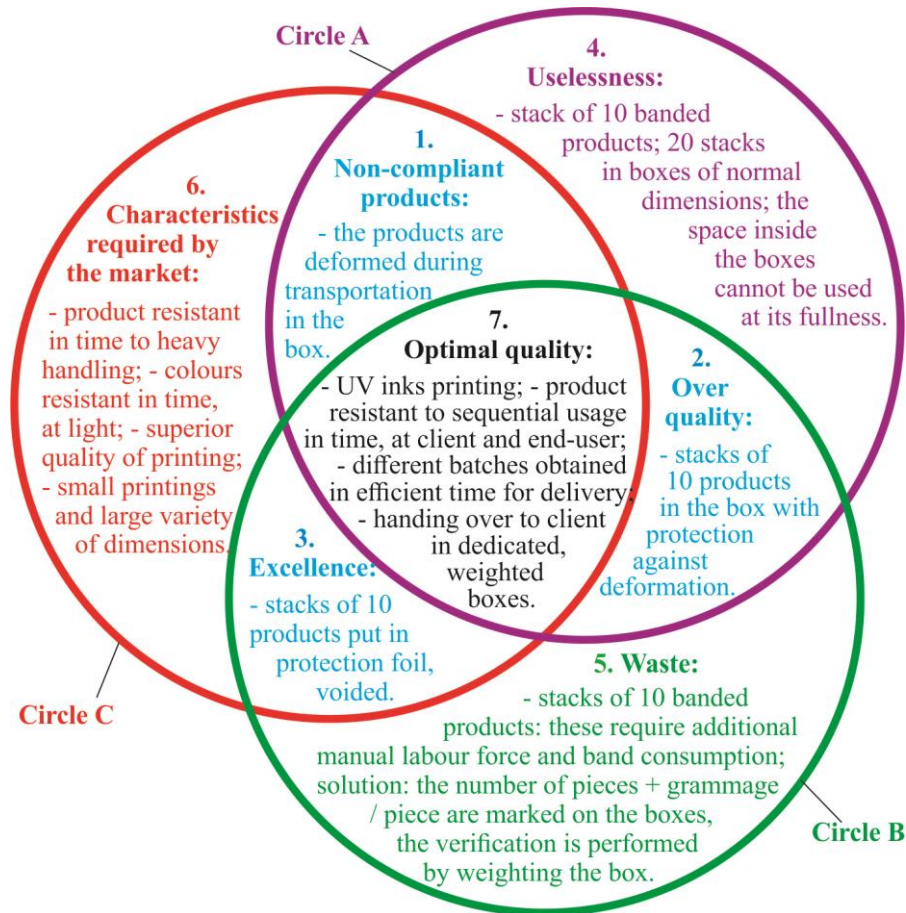 Circle A
4.
Uselessness:
- stack of 10 banded
products; 20 stacks
in boxes of normal
dimensions; the
space inside
the boxes
cannot be used
at its fullness.
1.
Non-compliant
products:
- the products are
deformed during
transportation
in the
box.
6.
Characteristics
required by
the market:
- product resistant
in time to heavy
handling; - colours
resistant in time,
at light; - superior
quality of printing;
- small printings
and large variety
of dimensions.
7.
Optimal quality:
- UV inks printing; - product
resistant to sequential usage
in time, at client and end-user;
- different batches obtained
in efficient time for delivery;
- handing over to client
in dedicated,
weighted
boxes.
2.
Over
quality:
- stacks of
10 products
in the box with
protection
against
deformation.
3.
Excellence:
- stacks of 10
products put in
protection foil,
voided.
Circle C
5. Waste:
- stacks of 10 banded
products: these require additional
manual labour force and band consumption;
solution: the number of pieces + grammage
/ piece are marked on the boxes,
the verification is performed
by weighting the box.
Circle B